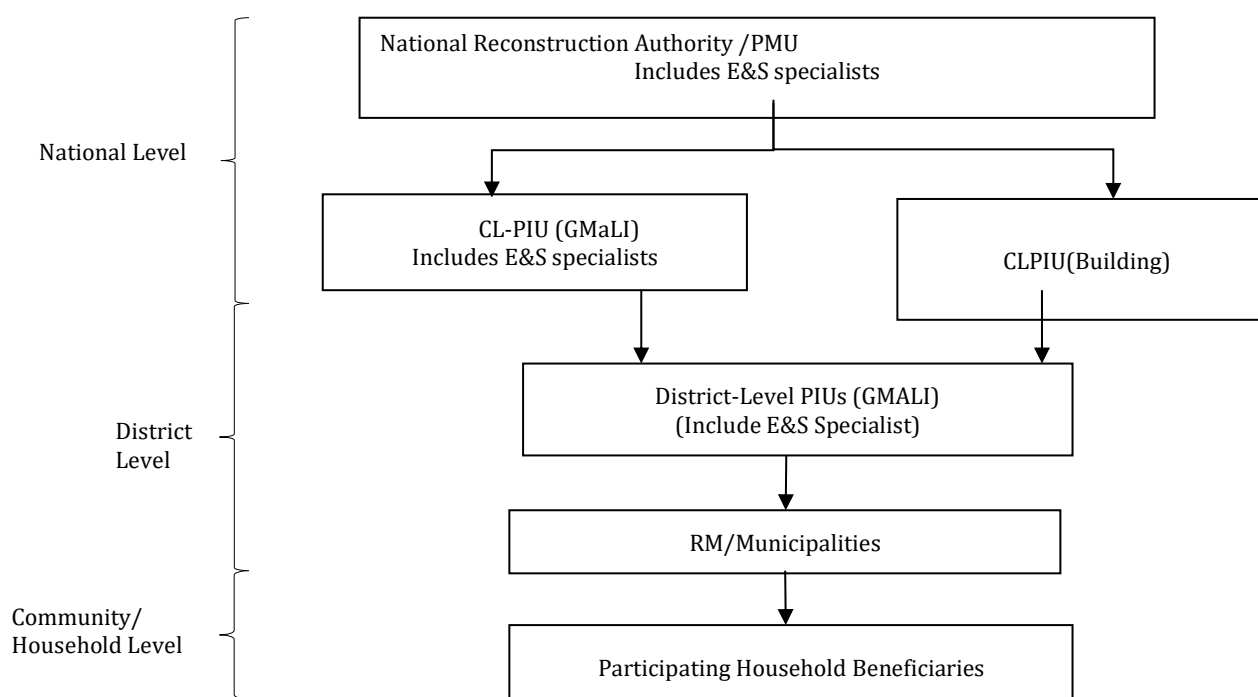 National Reconstruction Authority /PMU
Includes E&S specialists
National Level
CL-PIU (GMaLI)
Includes E&S specialists
CLPIU(Building)
District-Level PIUs (GMALI)
(Include E&S Specialist)
District
Level
RM/Municipalities
Community/
Household Level
Participating Household Beneficiaries